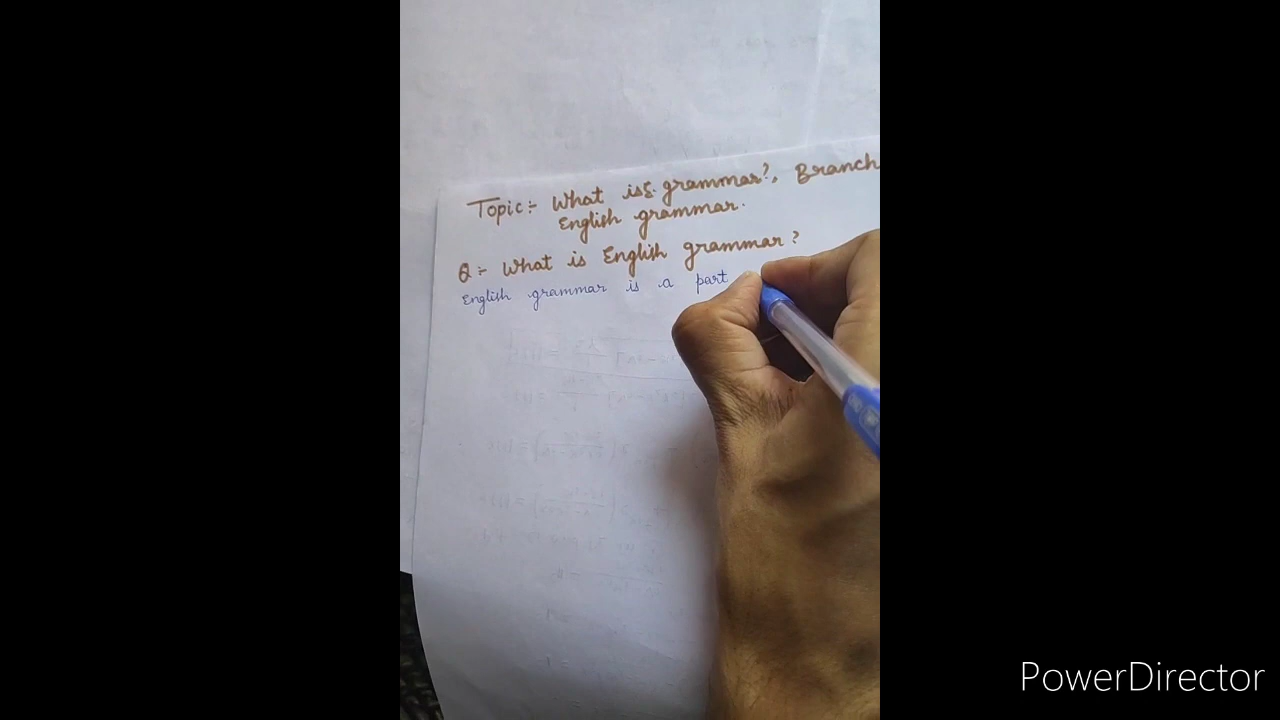 Topic:- What is E. grammar?, Branch
English grammar.
Q:- What is English grammar?
English grammar is a part
PowerDirector